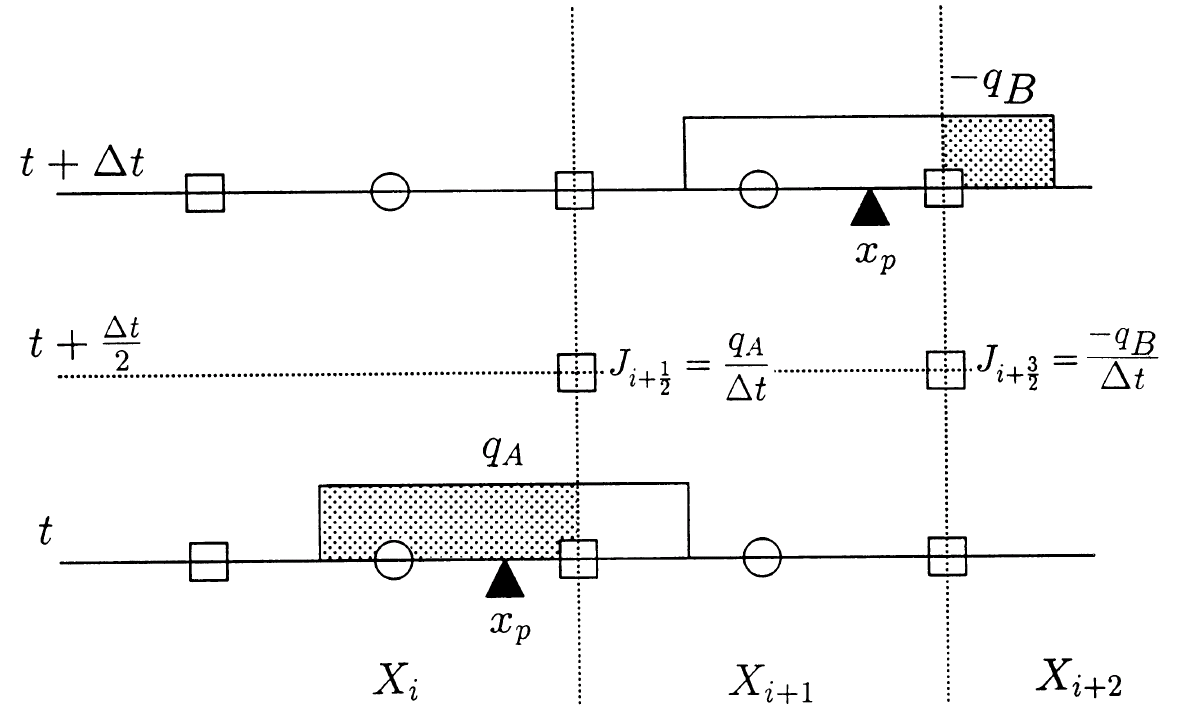 −q_B
t + Δt
x_p
t + Δt/2
J_{i+1/2} = q_A/Δt
J_{i+3/2} = −q_B/Δt
q_A
t
x_p
X_i
X_{i+1}
X_{i+2}